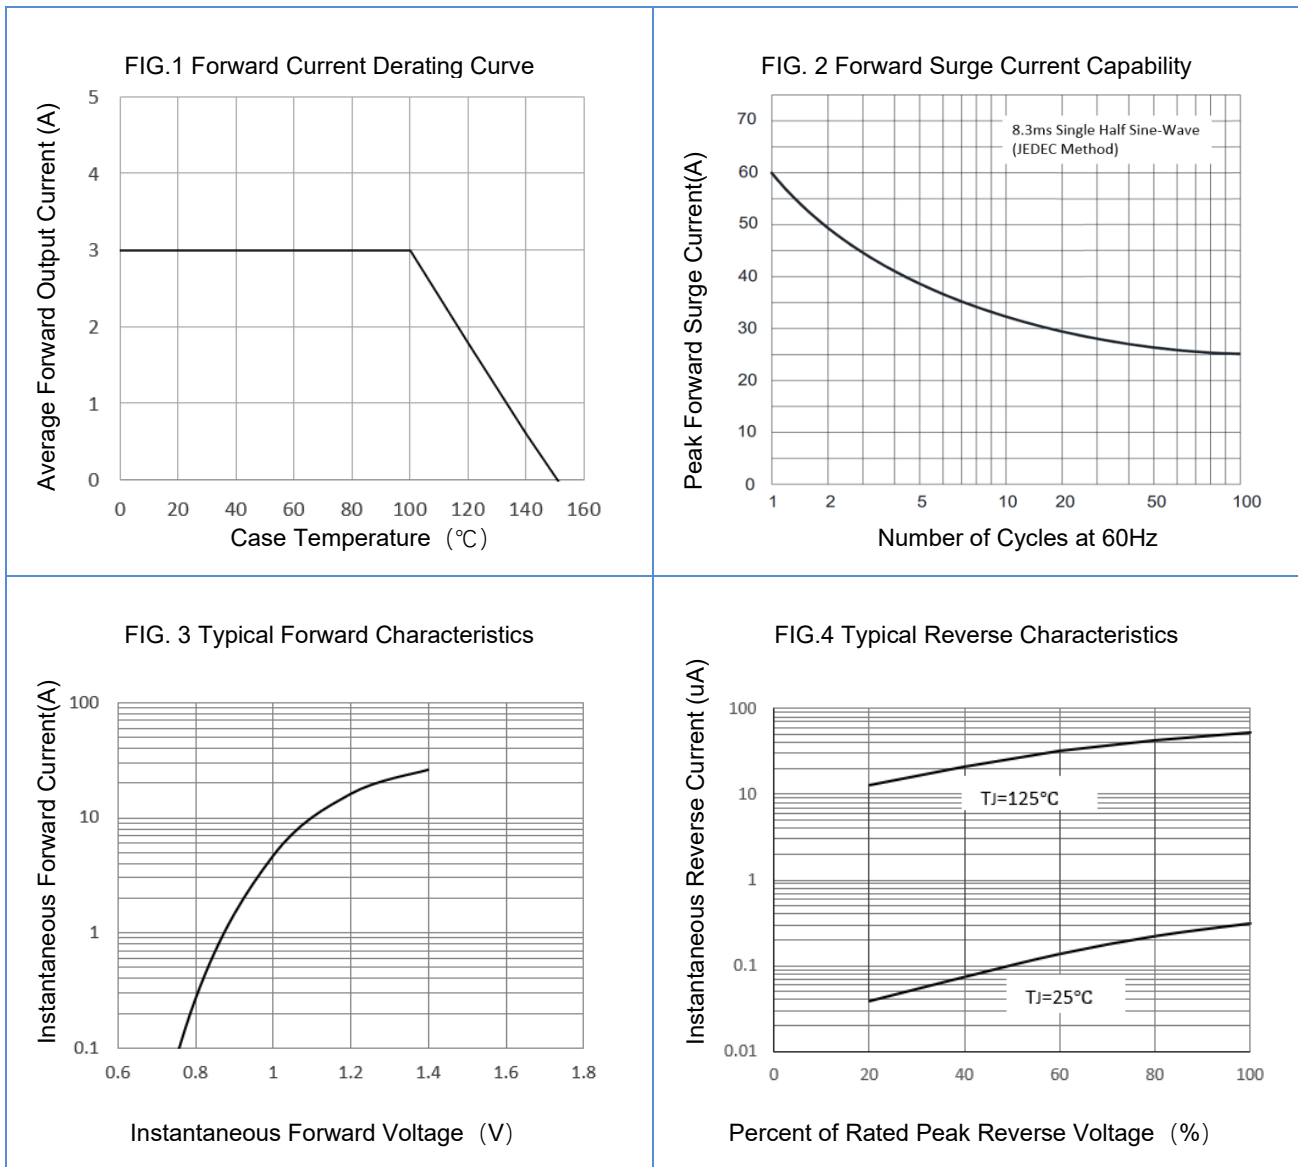 FIG.1 Forward Current Derating Curve
Average Forward Output Current (A)
5
4
3
2
1
0
0 20 40 60 80 100 120 140 160
Case Temperature（℃）
FIG. 2 Forward Surge Current Capability
Peak Forward Surge Current(A)
8.3ms Single Half Sine-Wave
(JEDEC Method)
70
60
50
40
30
20
10
0
1 2 5 10 20 50 100
Number of Cycles at 60Hz
FIG. 3 Typical Forward Characteristics
Instantaneous Forward Current(A)
100
10
1
0.1
0.6 0.8 1 1.2 1.4 1.6 1.8
Instantaneous Forward Voltage（V）
FIG.4 Typical Reverse Characteristics
Instantaneous Reverse Current (uA)
100
10
TJ=125℃
1
0.1
TJ=25℃
0.01
0 20 40 60 80 100
Percent of Rated Peak Reverse Voltage（%）